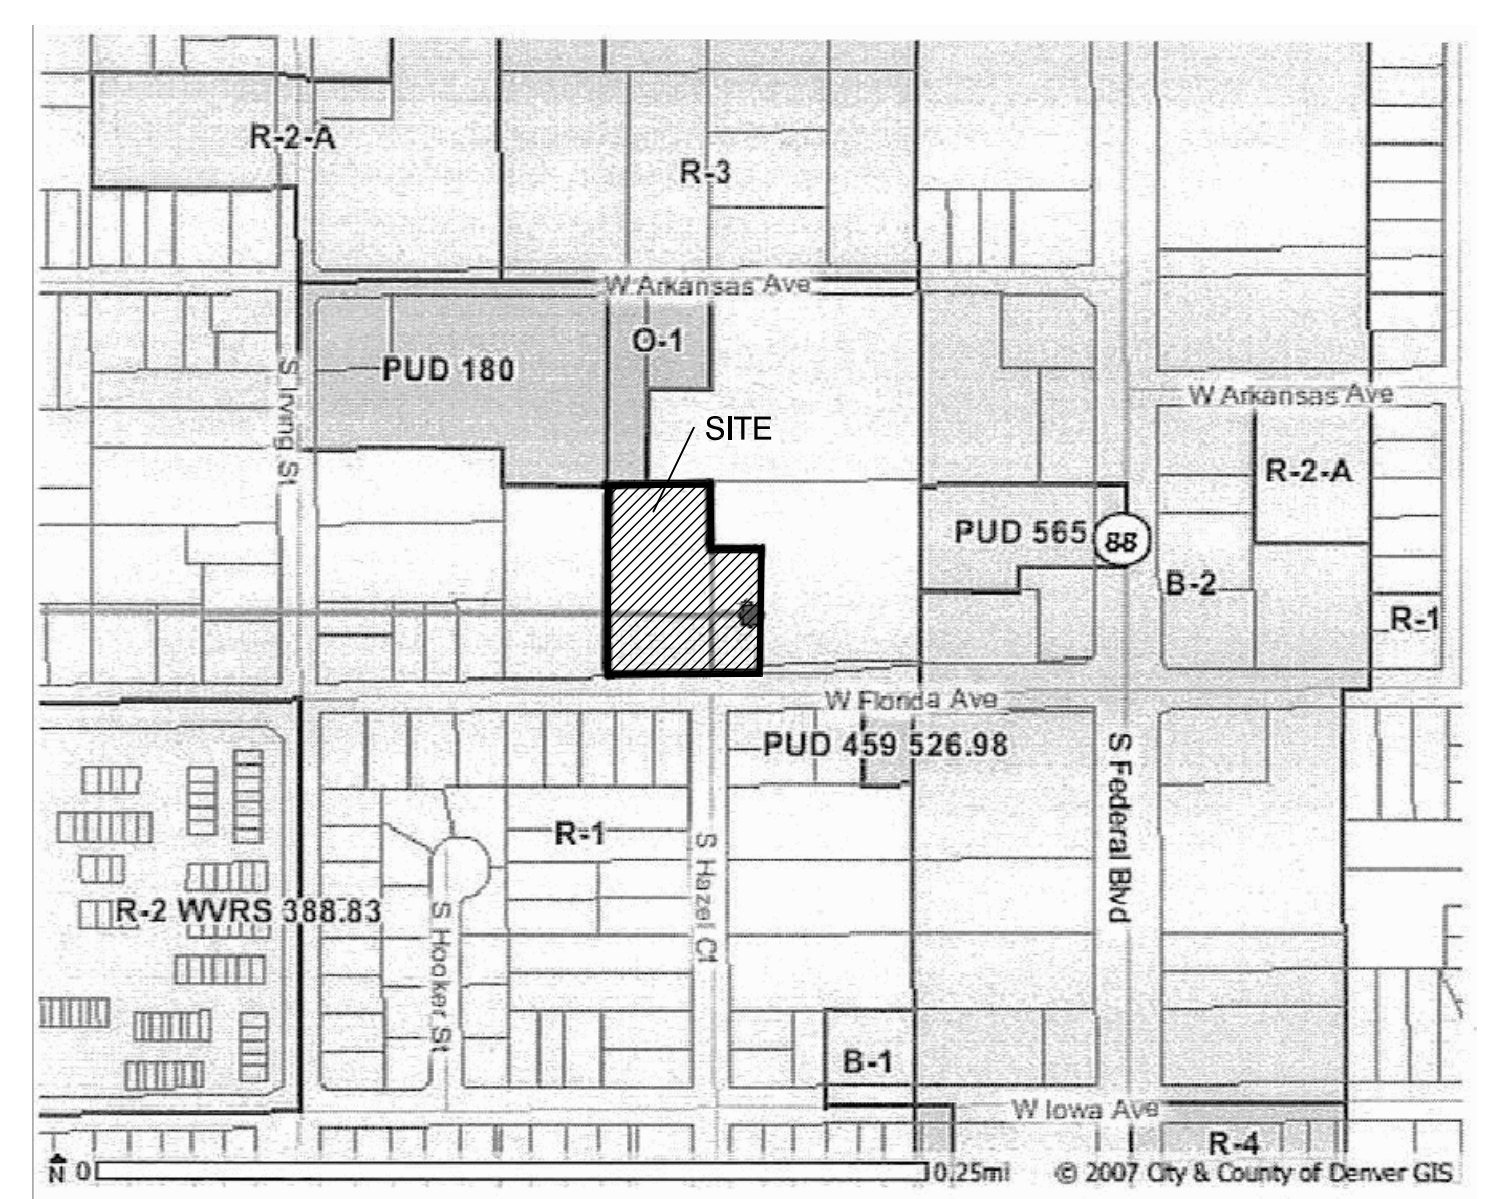 R-2-A
R-3
W Arkansas Ave
O-1
PUD 180
S Irving St
W Arkansas Ave
SITE
R-2-A
PUD 565
88
B-2
R-1
W Florida Ave
PUD 459 526.98
S Federal Blvd
R-1
S Hazel Ct
R-2 WVRS 388.83
S Hooker St
B-1
W Iowa Ave
R-4
N 0
0.25mi
© 2007 City & County of Denver GIS